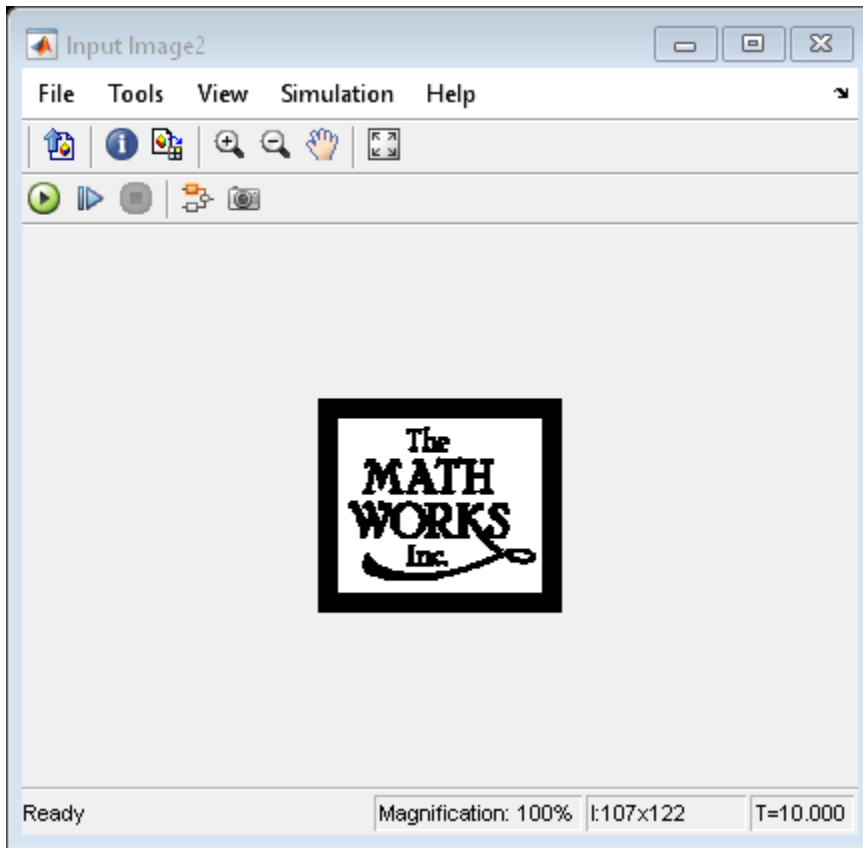 Input Image2
File Tools View Simulation Help
The
MATH
WORKS
Inc.
Ready Magnification: 100% I:107x122 T=10.000